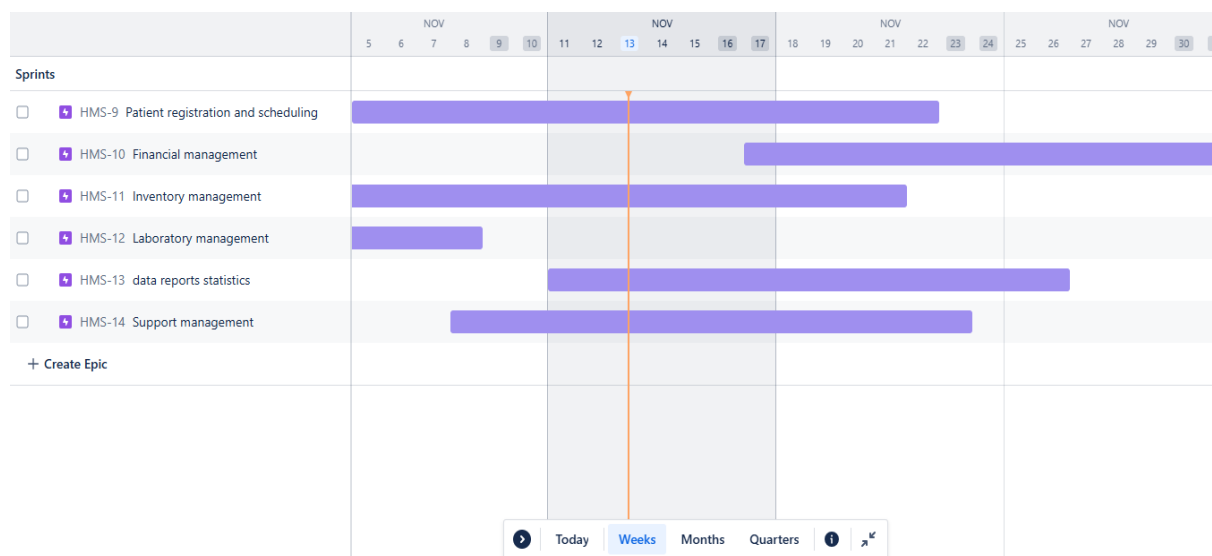 NOV NOV NOV NOV
5 6 7 8 9 10 11 12 13 14 15 16 17 18 19 20 21 22 23 24 25 26 27 28 29 30
Sprints
HMS-9 Patient registration and scheduling
HMS-10 Financial management
HMS-11 Inventory management
HMS-12 Laboratory management
HMS-13 data reports statistics
HMS-14 Support management
+ Create Epic
Today Weeks Months Quarters